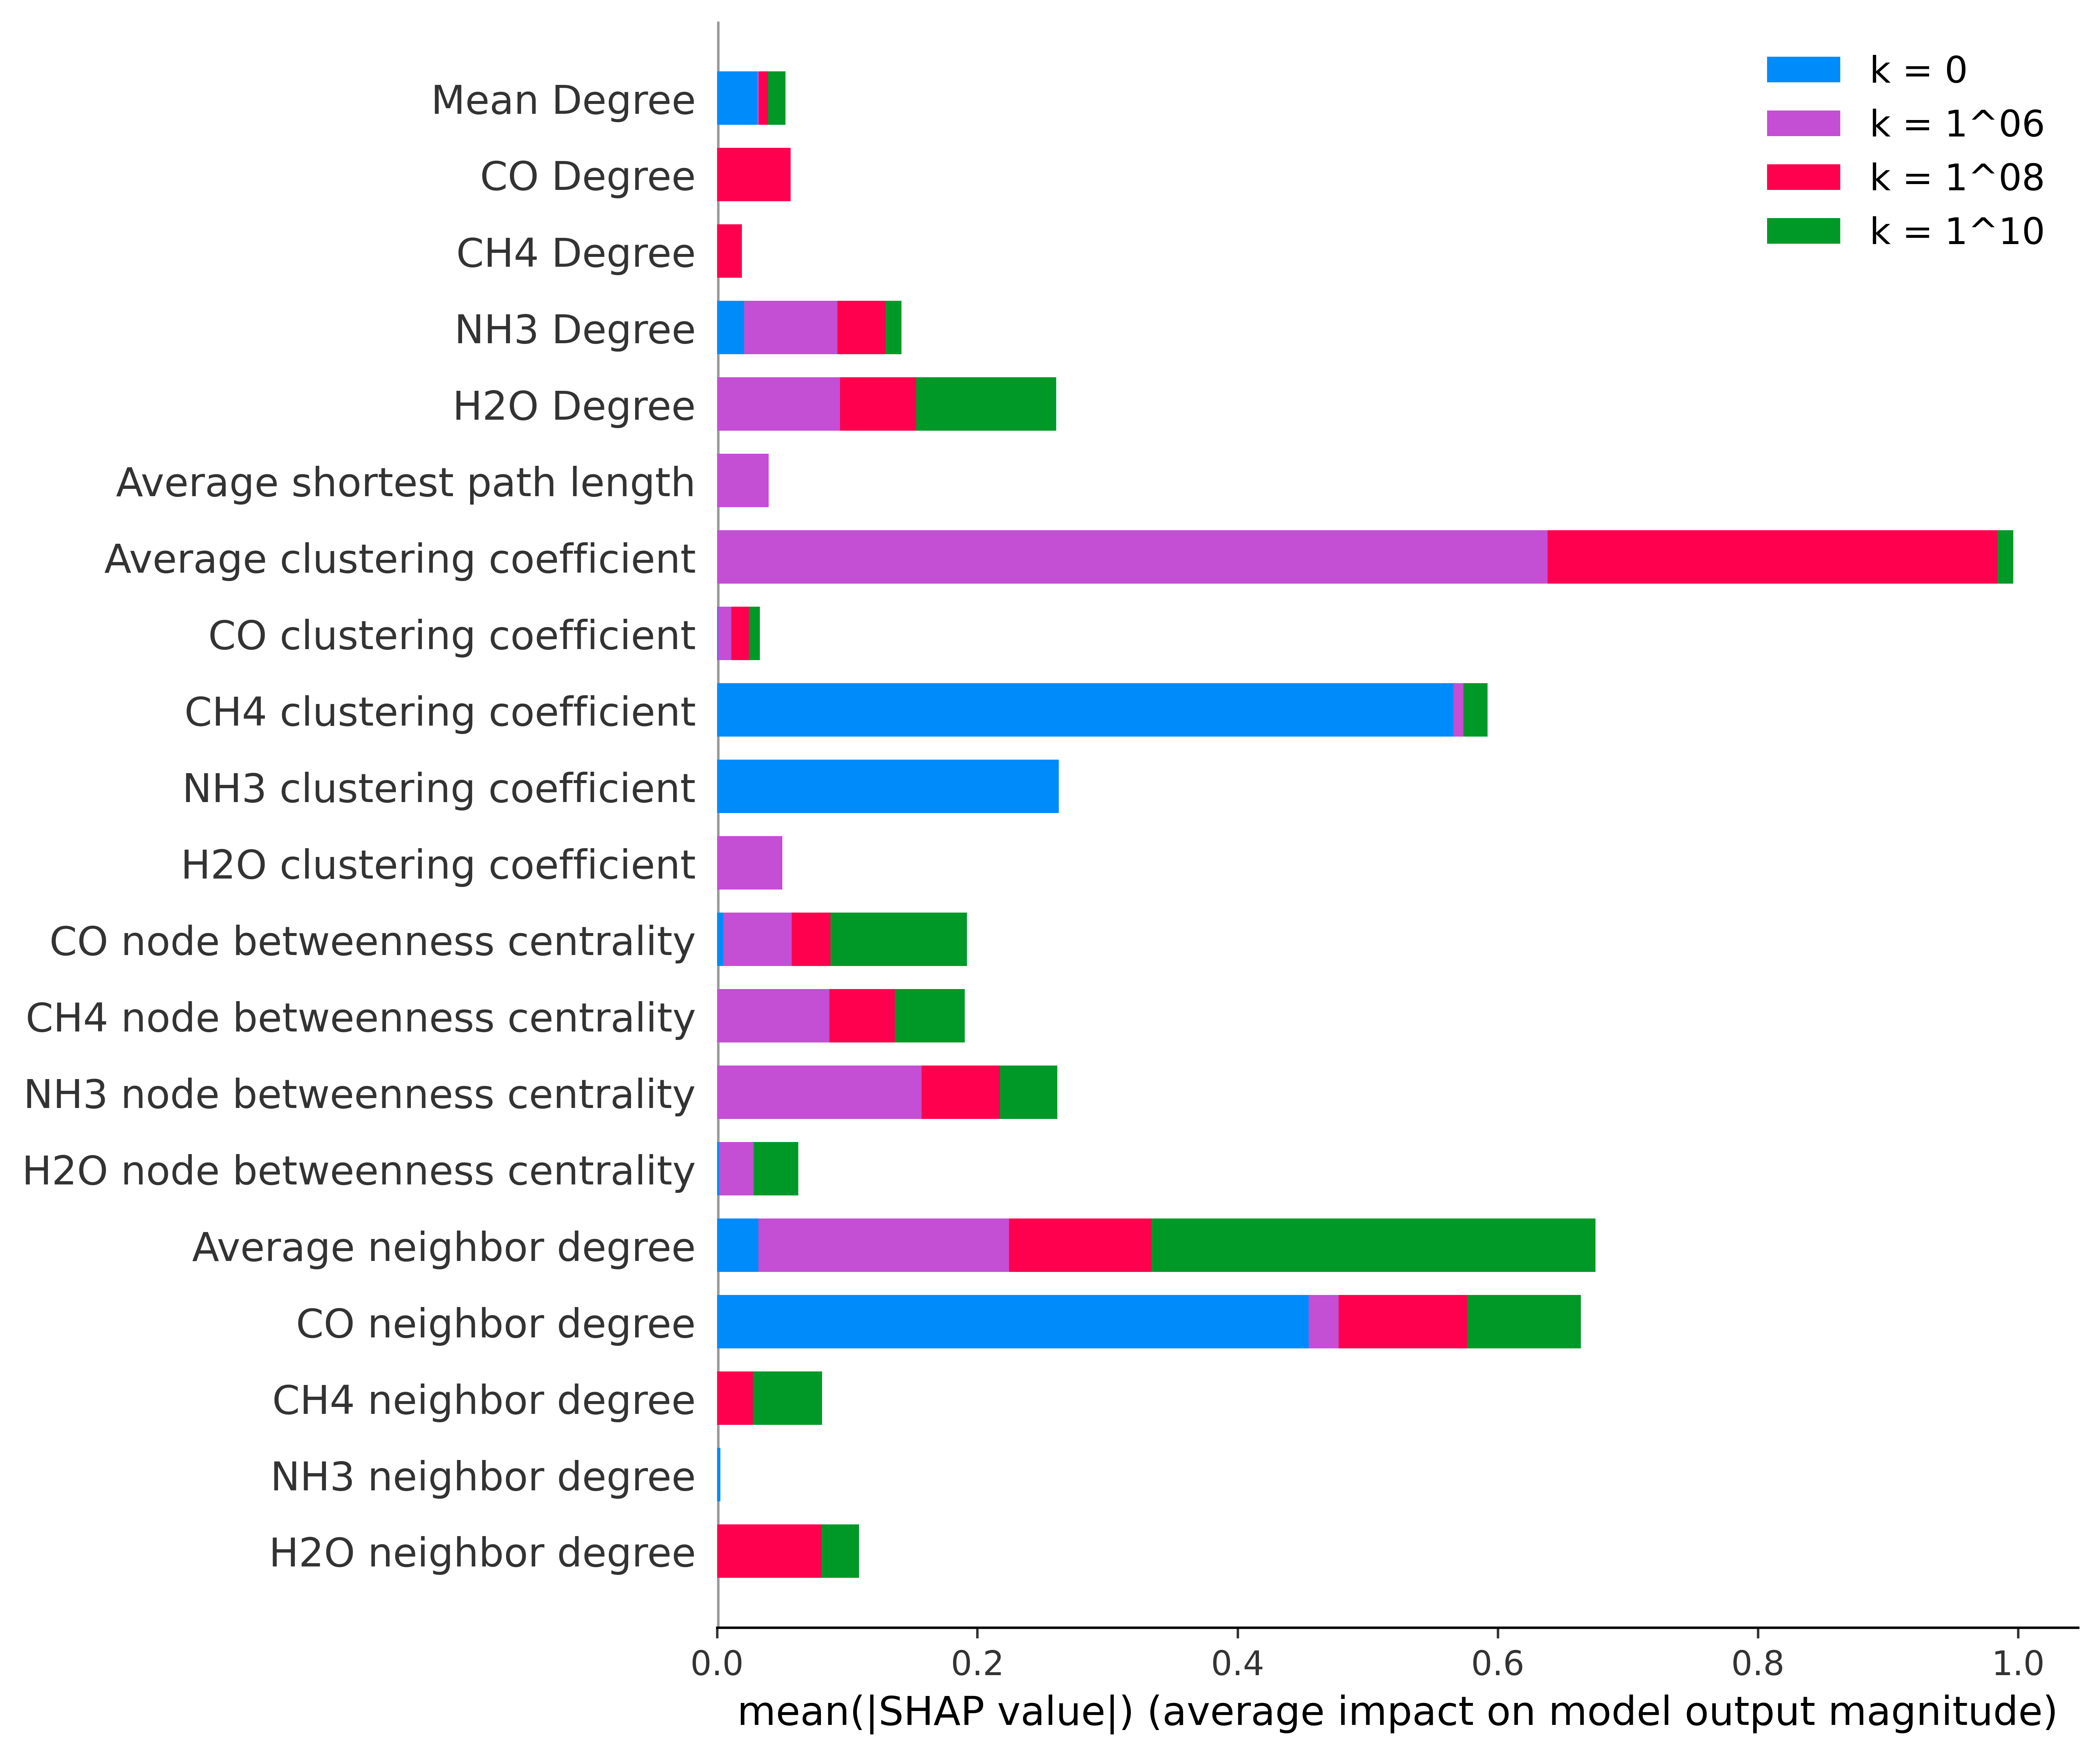 Mean Degree
CO Degree
CH4 Degree
NH3 Degree
H2O Degree
Average shortest path length
Average clustering coefficient
CO clustering coefficient
CH4 clustering coefficient
NH3 clustering coefficient
H2O clustering coefficient
CO node betweenness centrality
CH4 node betweenness centrality
NH3 node betweenness centrality
H2O node betweenness centrality
Average neighbor degree
CO neighbor degree
CH4 neighbor degree
NH3 neighbor degree
H2O neighbor degree
k = 0
k = 1^06
k = 1^08
k = 1^10
0.0 0.2 0.4 0.6 0.8 1.0
mean(|SHAP value|) (average impact on model output magnitude)